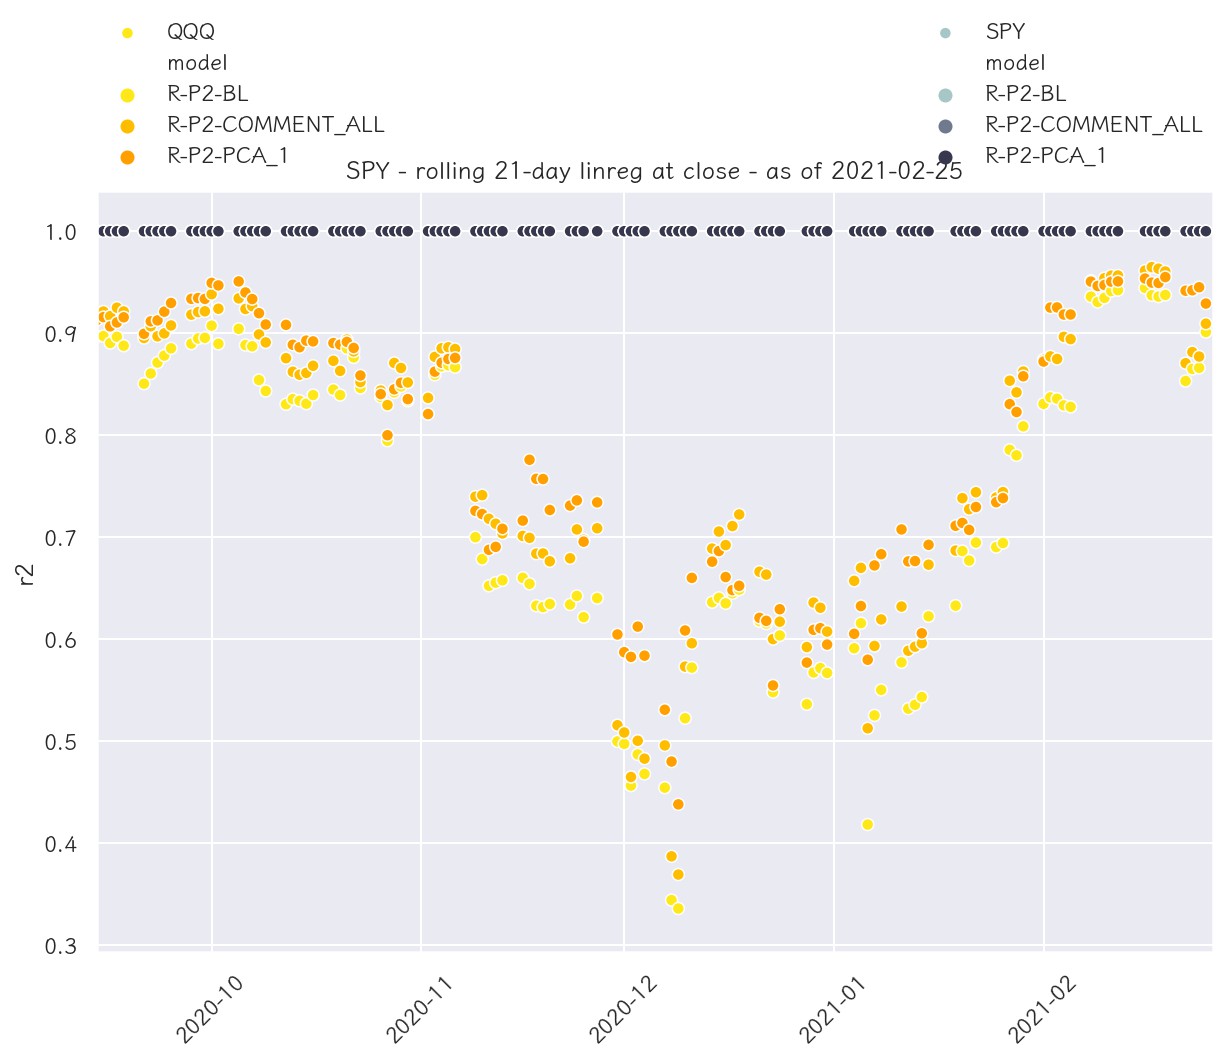 QQQ
model
R-P2-BL
R-P2-COMMENT_ALL
R-P2-PCA_1
SPY
model
R-P2-BL
R-P2-COMMENT_ALL
R-P2-PCA_1
SPY - rolling 21-day linreg at close - as of 2021-02-25
1.0
0.9
0.8
0.7
0.6
0.5
0.4
0.3
r2
2020-10
2020-11
2020-12
2021-01
2021-02